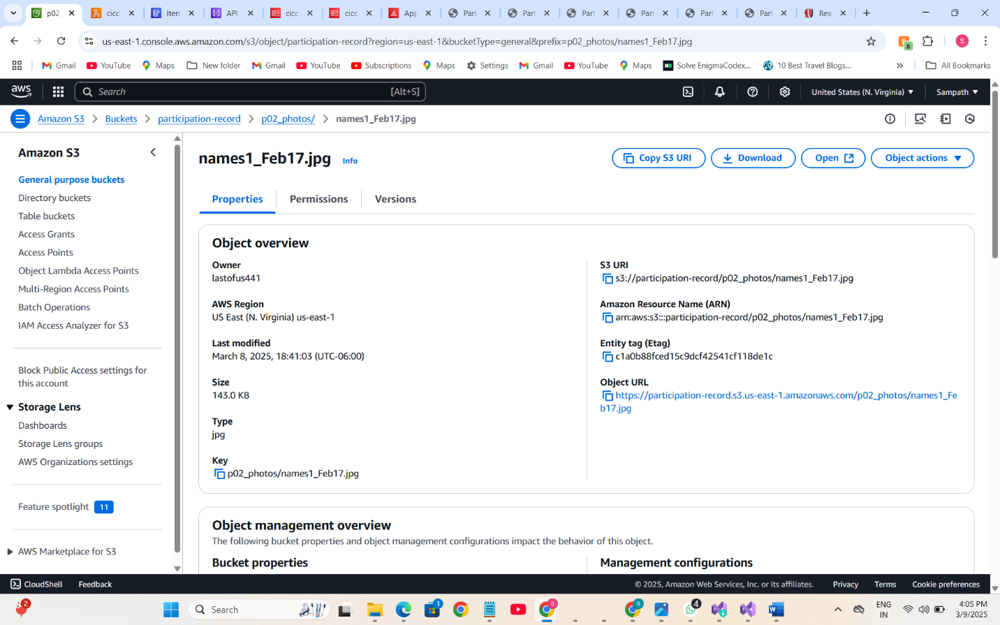 p02
cicc
Item
API
cicc
cicc
App
Part
Part
Part
Part
Part
Part
Res
us-east-1.console.aws.amazon.com/s3/object/participation-record?region=us-east-1&bucketType=general&prefix=p02_photos/names1_Feb17.jpg
8
S
Gmail
YouTube
Maps
New folder
Gmail
YouTube
Subscriptions
Maps
Settings
Gmail
YouTube
Maps
Solve EnigmaCodex...
10 Best Travel Blogs...
»
All Bookmarks
aws
Search
[Alt+S]
United States (N. Virginia)
Sampath
Amazon S3
Buckets
participation-record
p02_photos/
names1_Feb17.jpg
Amazon S3
General purpose buckets
Directory buckets
Table buckets
Access Grants
Access Points
Object Lambda Access Points
Multi-Region Access Points
Batch Operations
IAM Access Analyzer for S3
Block Public Access settings for
this account
Storage Lens
Dashboards
Storage Lens groups
AWS Organizations settings
Feature spotlight 11
AWS Marketplace for S3
names1_Feb17.jpg Info
Copy S3 URI
Download
Open
Object actions
Properties
Permissions
Versions
Object overview
Owner
lastofus441
AWS Region
US East (N. Virginia) us-east-1
Last modified
March 8, 2025, 18:41:03 (UTC-06:00)
Size
143.0 KB
Type
jpg
Key
p02_photos/names1_Feb17.jpg
S3 URI
s3://participation-record/p02_photos/names1_Feb17.jpg
Amazon Resource Name (ARN)
arn:aws:s3:::participation-record/p02_photos/names1_Feb17.jpg
Entity tag (Etag)
c1a0b88fced15c9dcf42541cf118de1c
Object URL
https://participation-record.s3.us-east-1.amazonaws.com/p02_photos/names1_Fe
b17.jpg
Object management overview
The following bucket properties and object management configurations impact the behavior of this object.
Bucket properties
Management configurations
CloudShell
Feedback
© 2025, Amazon Web Services, Inc. or its affiliates.
Privacy
Terms
Cookie preferences
2
Search
1
S
S
4
ENG
IN
4:05 PM
3/9/2025